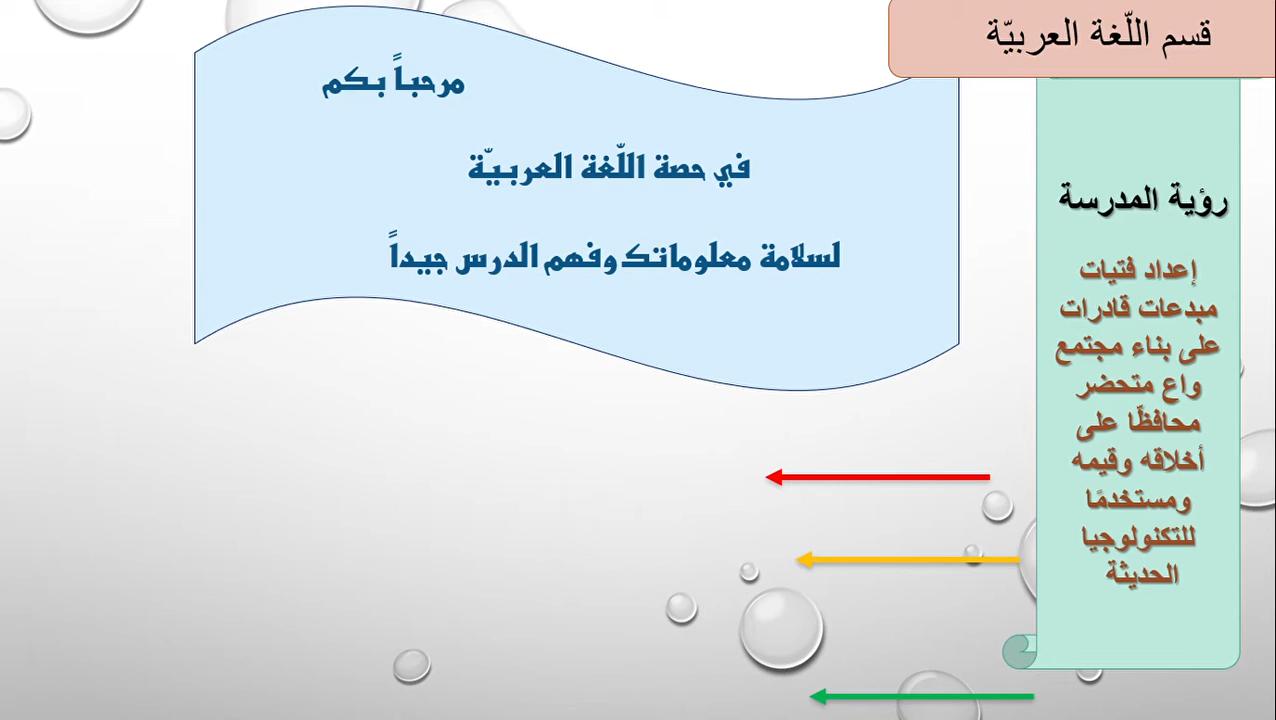 قسم اللّغة العربيّة
مرحباً بكم
في حصة اللّغة العربيّة
لسلامة معلوماتك وفهم الدرس جيداً
رؤية المدرسة
إعداد فتيات
مبدعات قادرات
على بناء مجتمع
واع متحضر
محافظًا على
أخلاقه وقيمه
ومستخدمًا
للتكنولوجيا
الحديثة